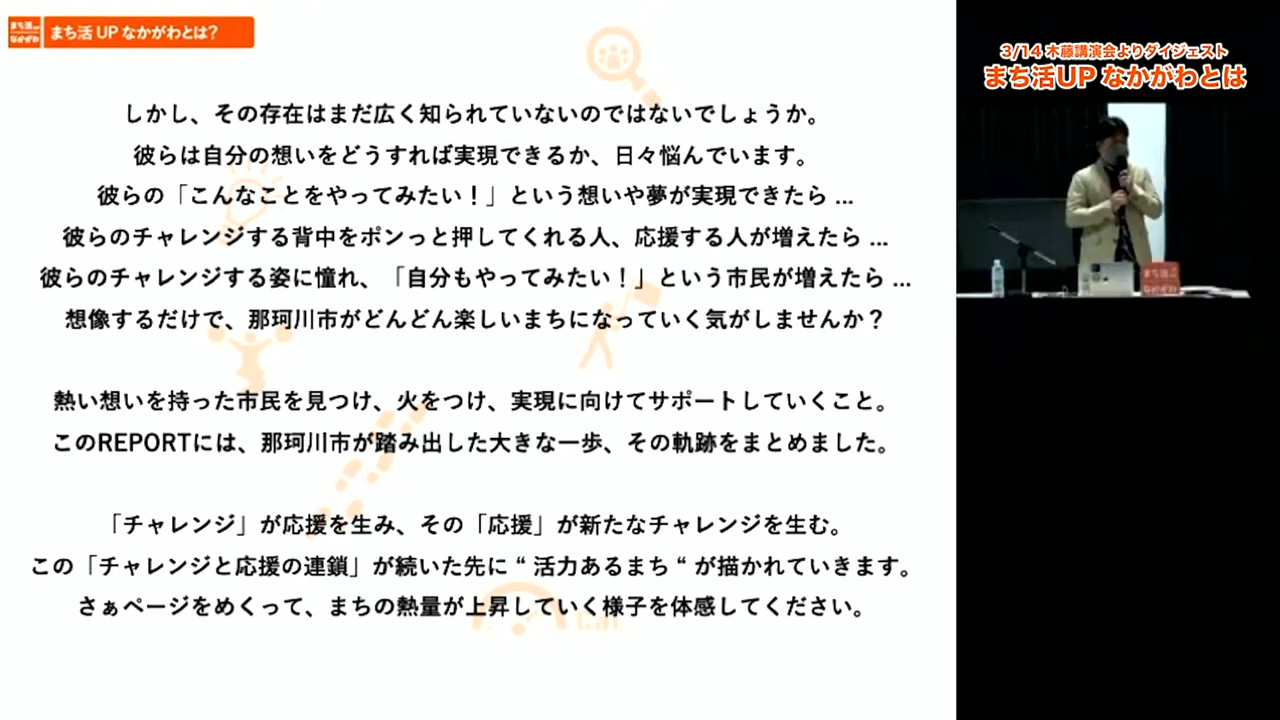 まち活UP
なかがわ
まち活 UP なかがわとは？
しかし、その存在はまだ広く知られていないのではないでしょうか。
彼らは自分の想いをどうすれば実現できるか、日々悩んでいます。
彼らの「こんなことをやってみたい！」という想いや夢が実現できたら ...
彼らのチャレンジする背中をポンっと押してくれる人、応援する人が増えたら ...
彼らのチャレンジする姿に憧れ、「自分もやってみたい！」という市民が増えたら ...
想像するだけで、那珂川市がどんどん楽しいまちになっていく気がしませんか？
熱い想いを持った市民を見つけ、火をつけ、実現に向けてサポートしていくこと。
このREPORTには、那珂川市が踏み出した大きな一歩、その軌跡をまとめました。
「チャレンジ」が応援を生み、その「応援」が新たなチャレンジを生む。
この「チャレンジと応援の連鎖」が続いた先に “ 活力あるまち “ が描かれていきます。
さぁページをめくって、まちの熱量が上昇していく様子を体感してください。
cal
3/14 木藤講演会よりダイジェスト
まち活UP なかがわとは
まち活UP
なかがわ